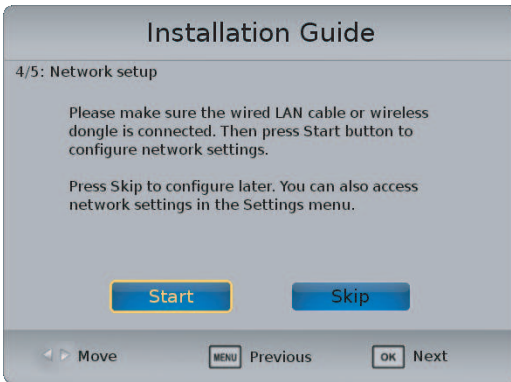 Installation Guide
4/5: Network setup
Please make sure the wired LAN cable or wireless
dongle is connected. Then press Start button to
configure network settings.
Press Skip to configure later. You can also access
network settings in the Settings menu.
Start Skip
Move MENU Previous OK Next